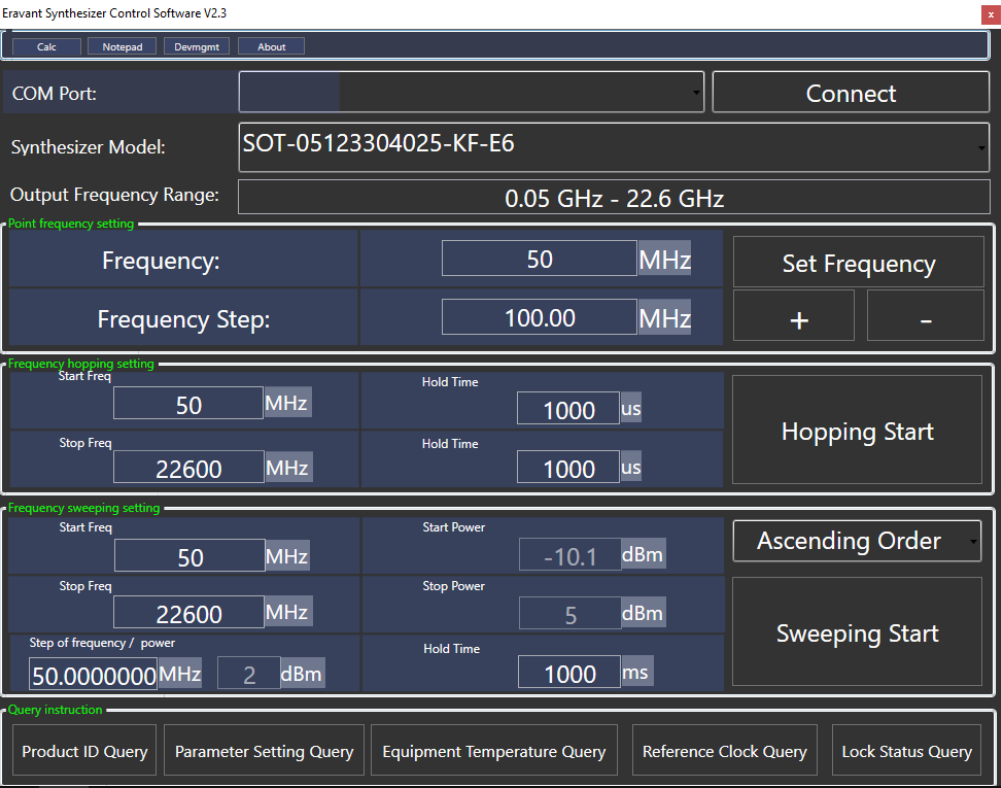 Eravant Synthesizer Control Software V2.3
x
Calc Notepad Devmgmt About
COM Port: Connect
Synthesizer Model: SOT-05123304025-KF-E6
Output Frequency Range: 0.05 GHz - 22.6 GHz
Point frequency setting
Frequency: 50 MHz Set Frequency
Frequency Step: 100.00 MHz + -
Frequency hopping setting
Start Freq 50 MHz Hold Time 1000 us
Hopping Start
Stop Freq 22600 MHz Hold Time 1000 us
Frequency sweeping setting
Start Freq 50 MHz Start Power -10.1 dBm Ascending Order
Stop Freq 22600 MHz Stop Power 5 dBm
Sweeping Start
Step of frequency / power 50.0000000 MHz 2 dBm Hold Time 1000 ms
Query instruction
Product ID Query Parameter Setting Query Equipment Temperature Query Reference Clock Query Lock Status Query